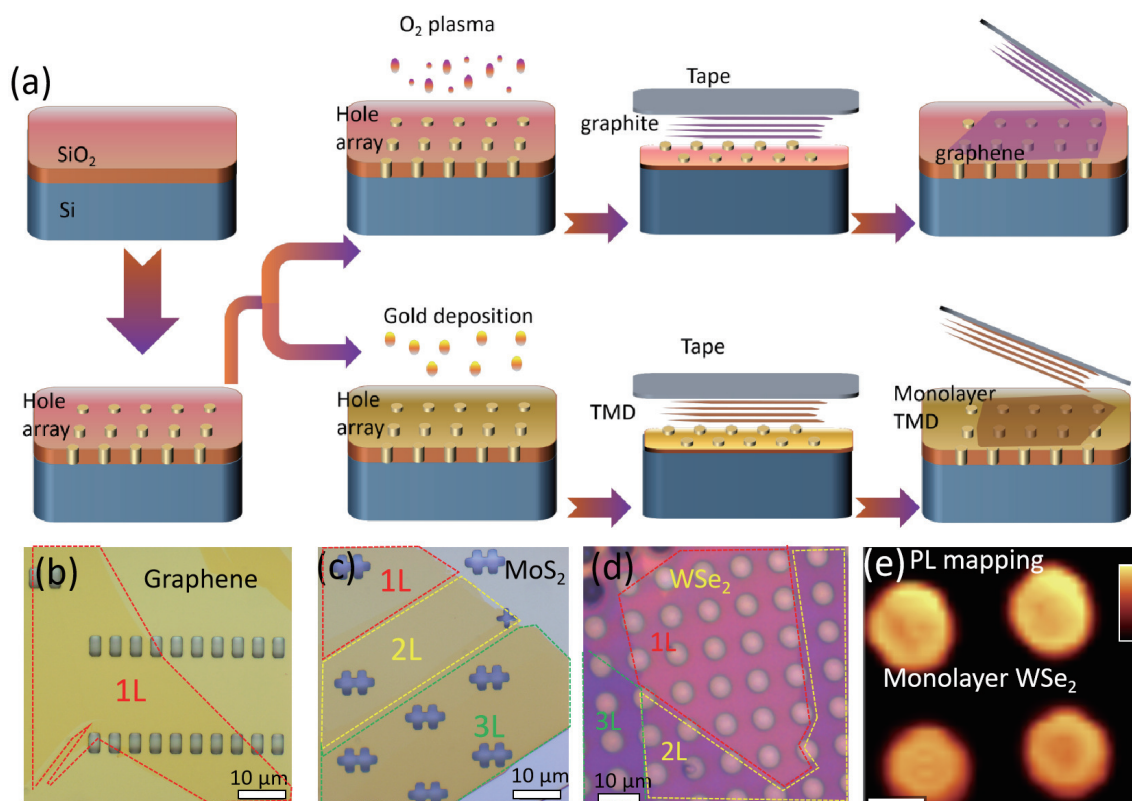 (a)
SiO₂
Si
Hole
array
O₂ plasma
Hole
array
Tape
graphite
graphene
Gold deposition
Hole
array
Tape
TMD
Monolayer
TMD
(b)
Graphene
1L
10 μm
(c)
MoS₂
1L
2L
3L
10 μm
(d)
WSe₂
1L
3L
2L
10 μm
(e)
PL mapping
Monolayer WSe₂